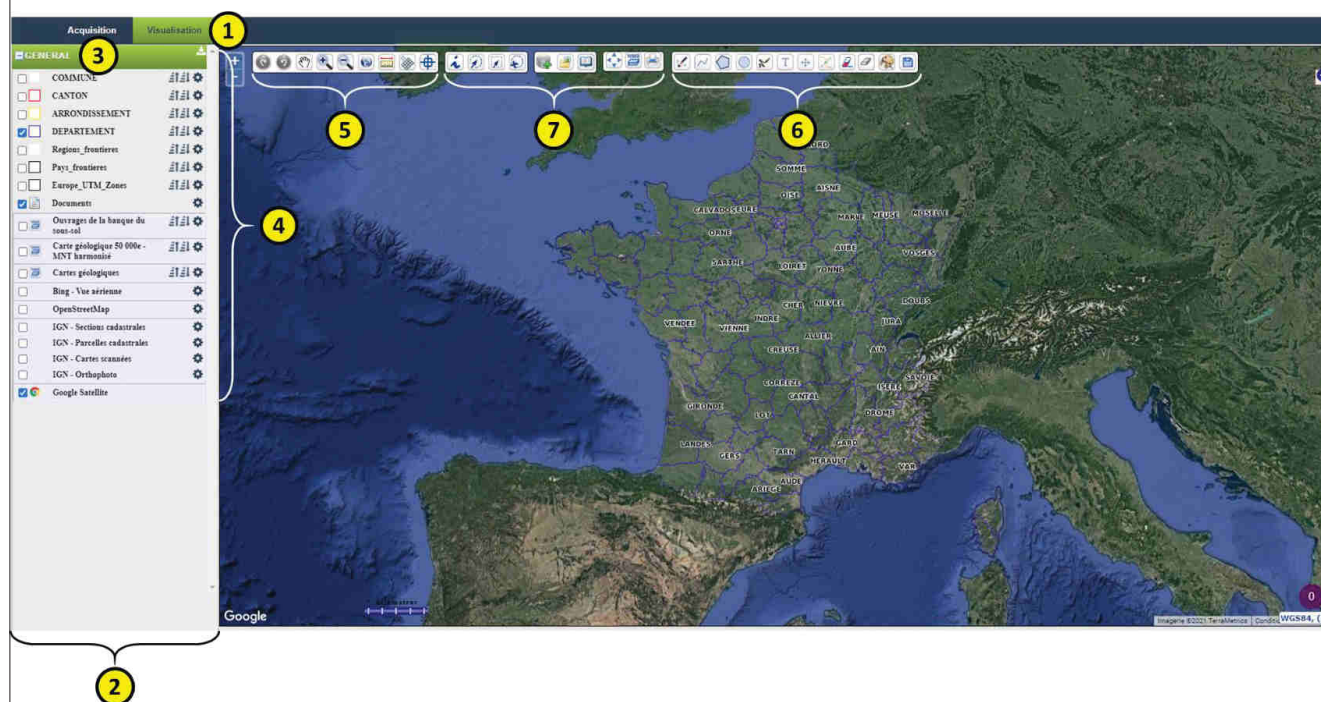 Acquisition Visualisation
1
GENERAL
3
COMMUNE
CANTON
ARRONDISSEMENT
DEPARTEMENT
Regions_frontieres
Pays_frontieres
Europe_UTM_Zones
Documents
Ouvrages de la banque du
sous-sol
Carte géologique 50 000e -
MNT harmonisé
Cartes géologiques
Bing - Vue aérienne
OpenStreetMap
IGN - Sections cadastrales
IGN - Parcelles cadastrales
IGN - Cartes scannées
IGN - Orthophoto
Google Satellite
4
2
+
-
i
T
5
7
6
SOMME
AISNE
OISE
CALVADOS EURE
MARNE MEUSE MOSELLE
ORNE
AUBE
VOSGES
SARTHE
LOIRET YONNE
CHER NIEVRE
DOUBS
INDRE
JURA
VENDEE VIENNE
ALLIER
CREUSE
AIN
CORREZE
ISERE SAVOIE
CANTAL
GIRONDE
LOT
DROME
LANDES
GERS
TARN
GARD
HERAULT
VAR
AUDE
ARIEGE
Google
0
Imagerie ©2021 TerraMetrics
WGS84, (